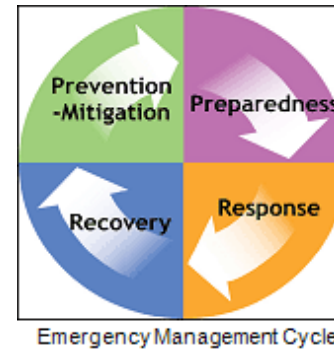 Prevention
-Mitigation
Preparedness
Recovery
Response
Emergency Management Cycle